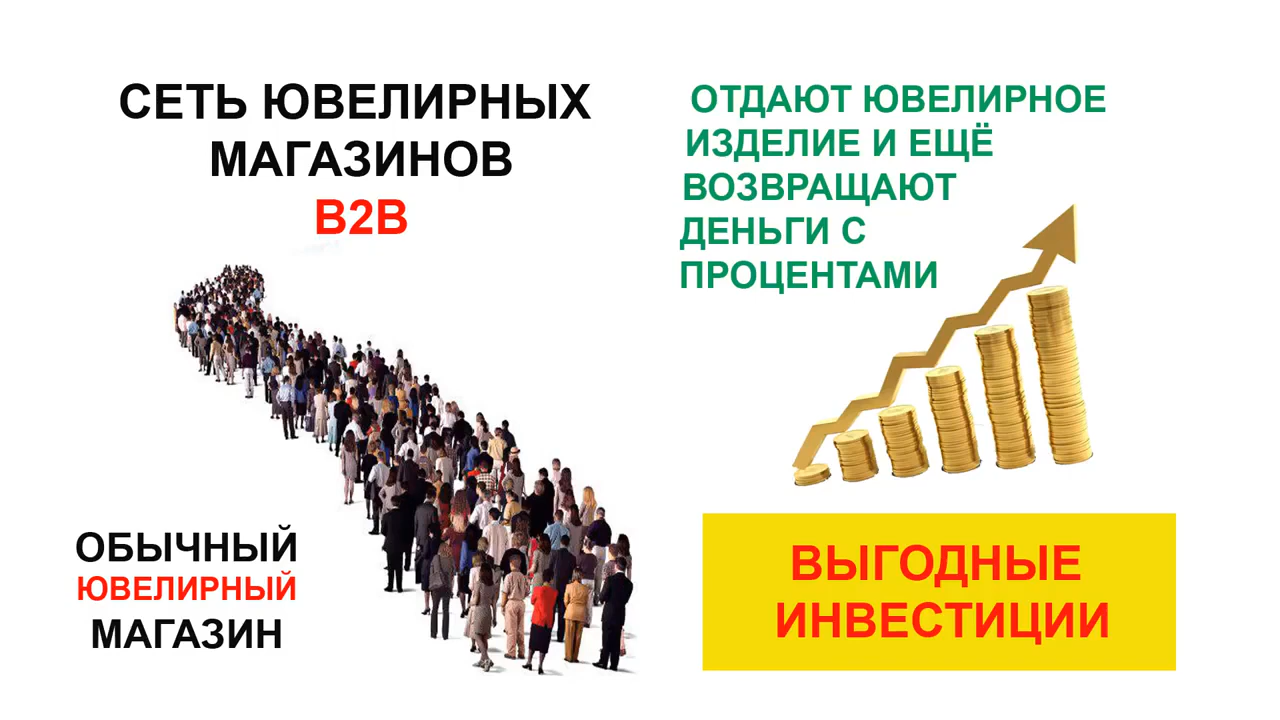 СЕТЬ ЮВЕЛИРНЫХ
МАГАЗИНОВ
B2B
ОБЫЧНЫЙ
ЮВЕЛИРНЫЙ
МАГАЗИН
ОТДАЮТ ЮВЕЛИРНОЕ
ИЗДЕЛИЕ И ЕЩЁ
ВОЗВРАЩАЮТ
ДЕНЬГИ С
ПРОЦЕНТАМИ
ВЫГОДНЫЕ
ИНВЕСТИЦИИ